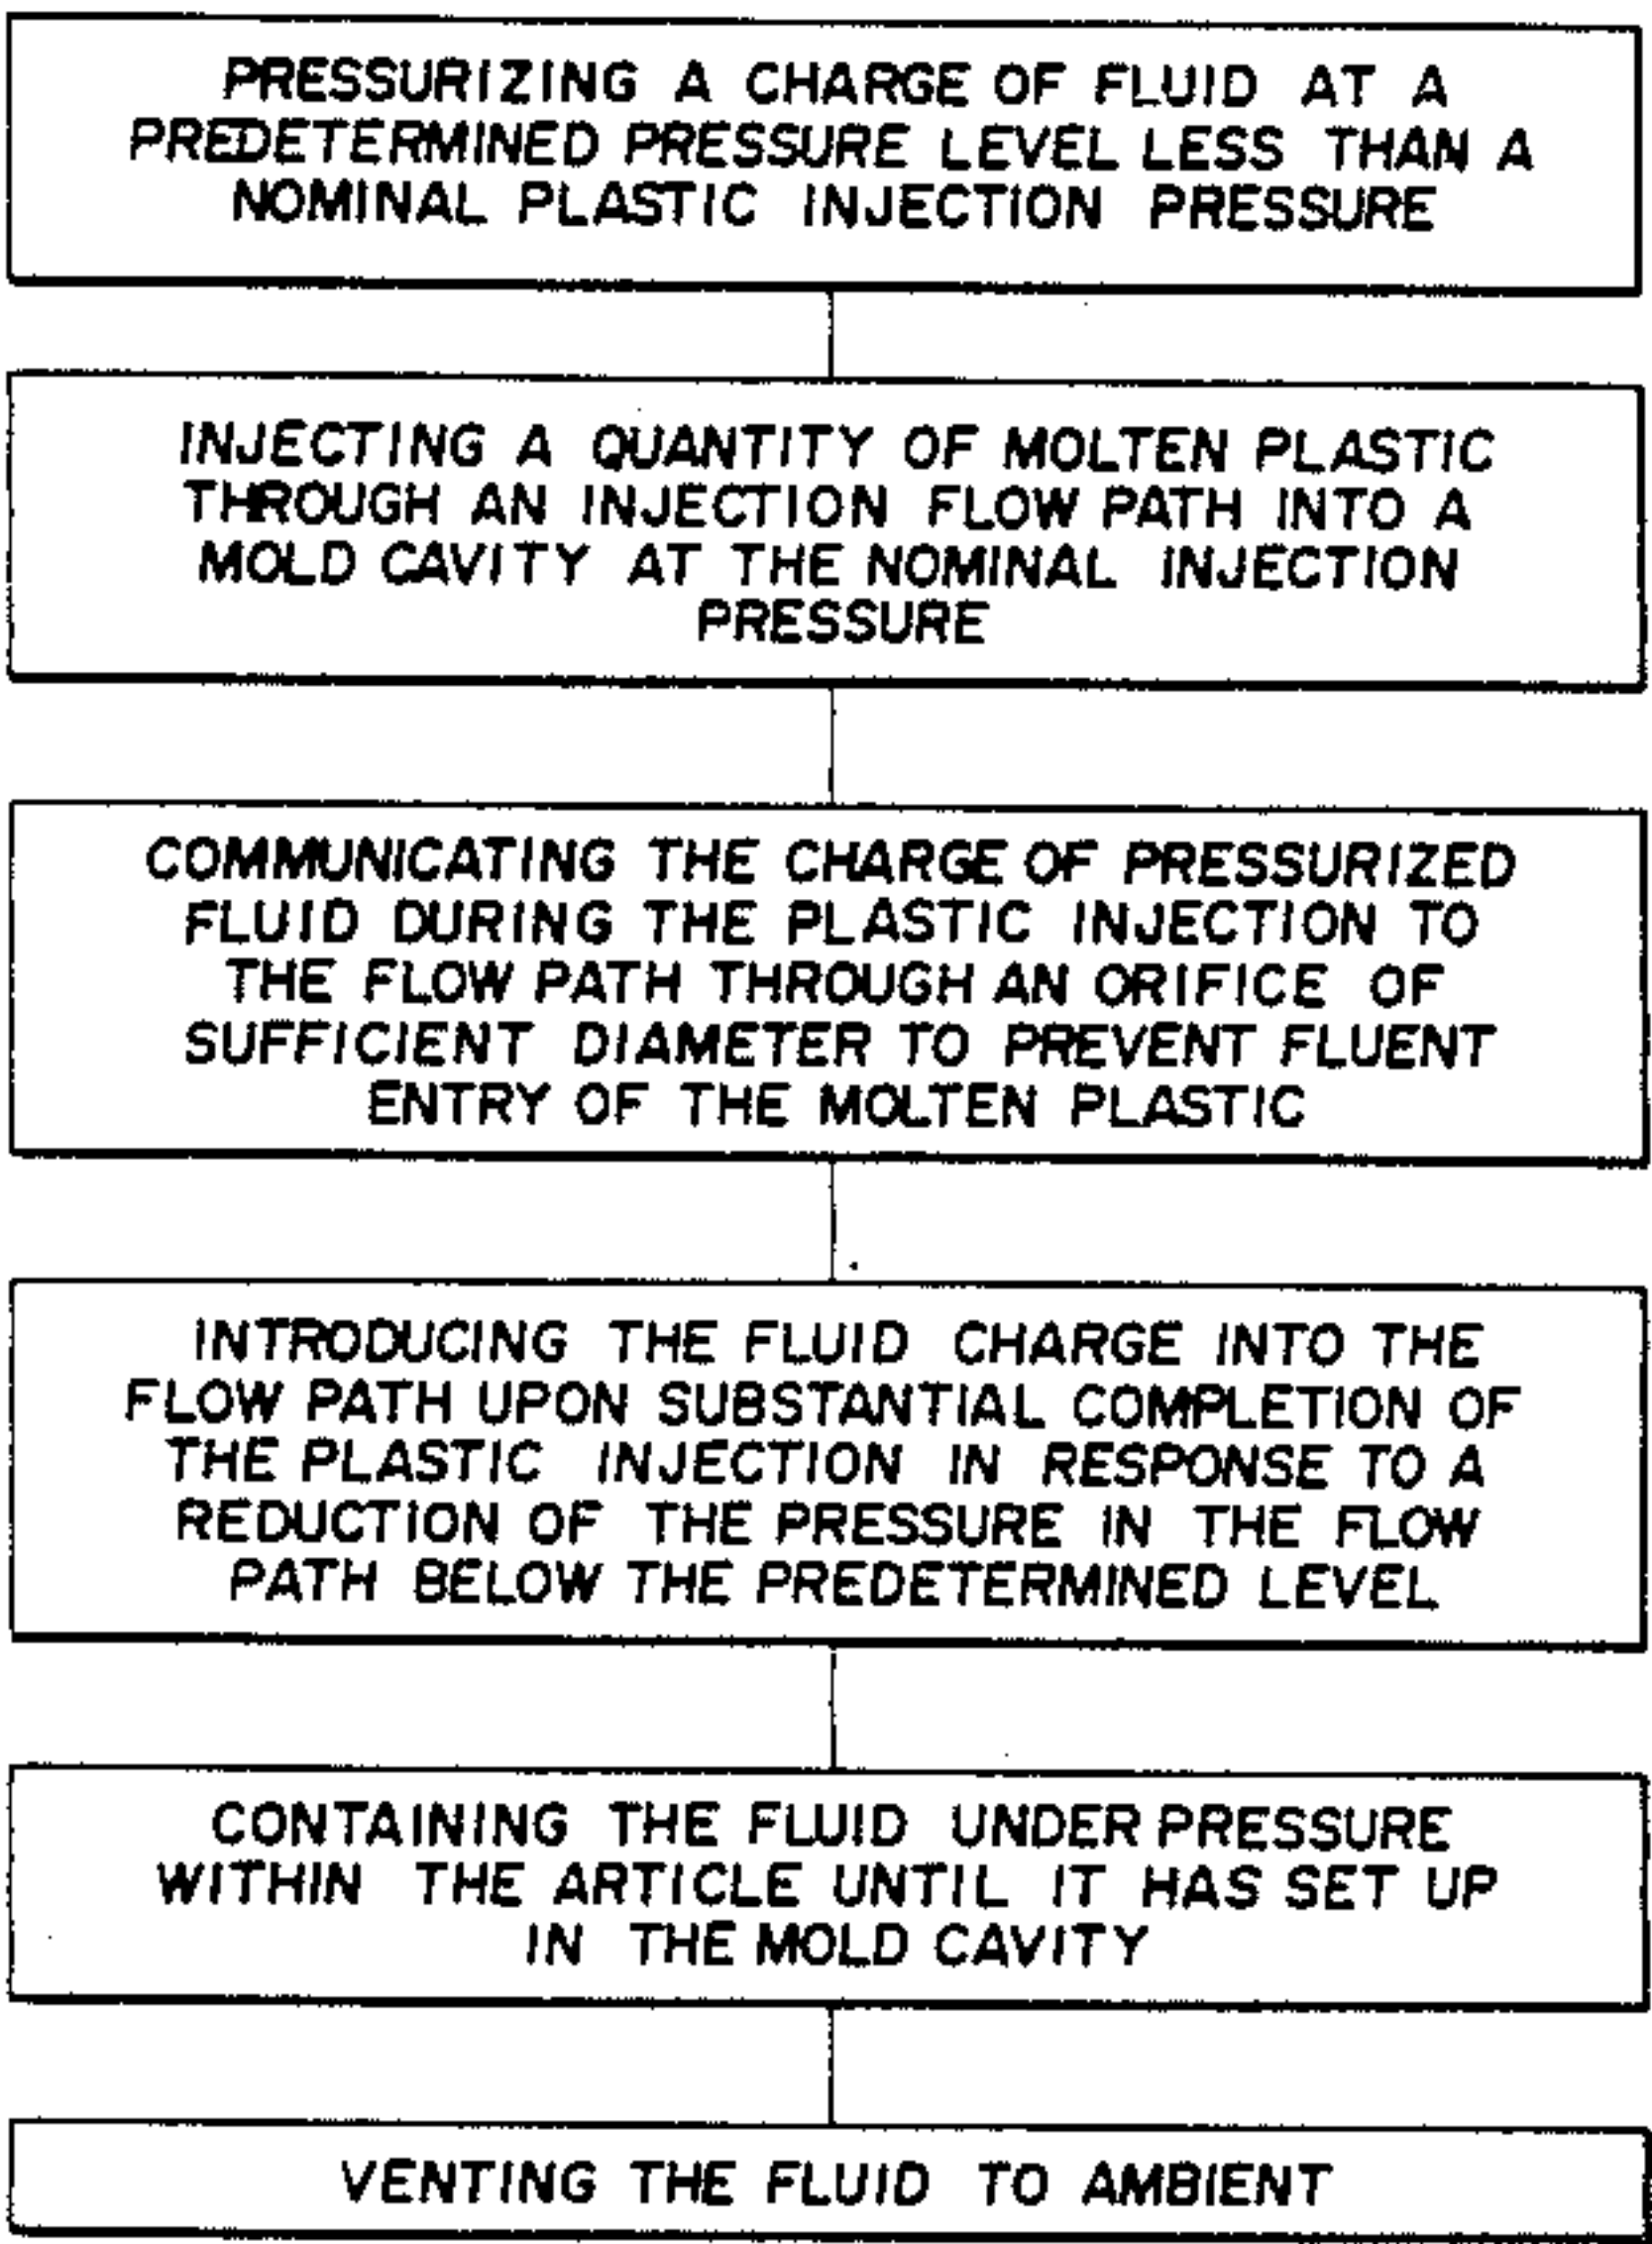 PRESSURIZING A CHARGE OF FLUID AT A
PREDETERMINED PRESSURE LEVEL LESS THAN A
NOMINAL PLASTIC INJECTION PRESSURE
INJECTING A QUANTITY OF MOLTEN PLASTIC
THROUGH AN INJECTION FLOW PATH INTO A
MOLD CAVITY AT THE NOMINAL INJECTION
PRESSURE
COMMUNICATING THE CHARGE OF PRESSURIZED
FLUID DURING THE PLASTIC INJECTION TO
THE FLOW PATH THROUGH AN ORIFICE OF
SUFFICIENT DIAMETER TO PREVENT FLUENT
ENTRY OF THE MOLTEN PLASTIC
INTRODUCING THE FLUID CHARGE INTO THE
FLOW PATH UPON SUBSTANTIAL COMPLETION OF
THE PLASTIC INJECTION IN RESPONSE TO A
REDUCTION OF THE PRESSURE IN THE FLOW
PATH BELOW THE PREDETERMINED LEVEL
CONTAINING THE FLUID UNDER PRESSURE
WITHIN THE ARTICLE UNTIL IT HAS SET UP
IN THE MOLD CAVITY
VENTING THE FLUID TO AMBIENT